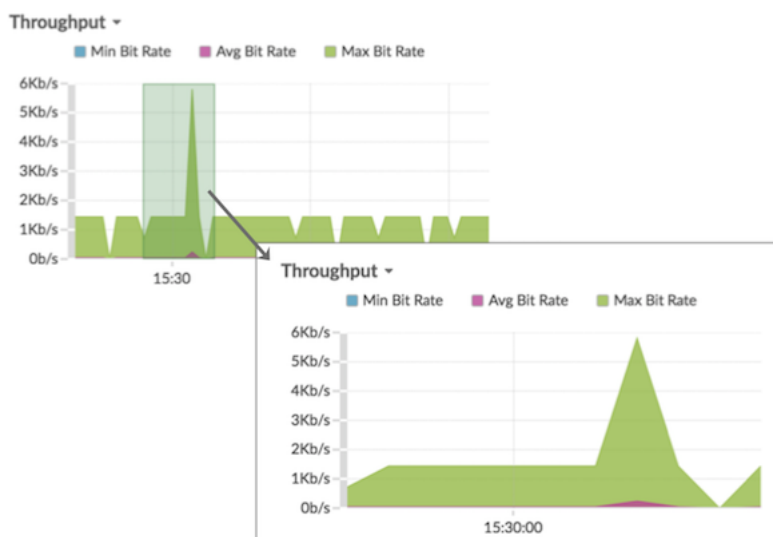 Throughput
Min Bit Rate Avg Bit Rate Max Bit Rate
6Kb/s
5Kb/s
4Kb/s
3Kb/s
2Kb/s
1Kb/s
0b/s
15:30
Throughput
Min Bit Rate Avg Bit Rate Max Bit Rate
6Kb/s
5Kb/s
4Kb/s
3Kb/s
2Kb/s
1Kb/s
0b/s
15:30:00